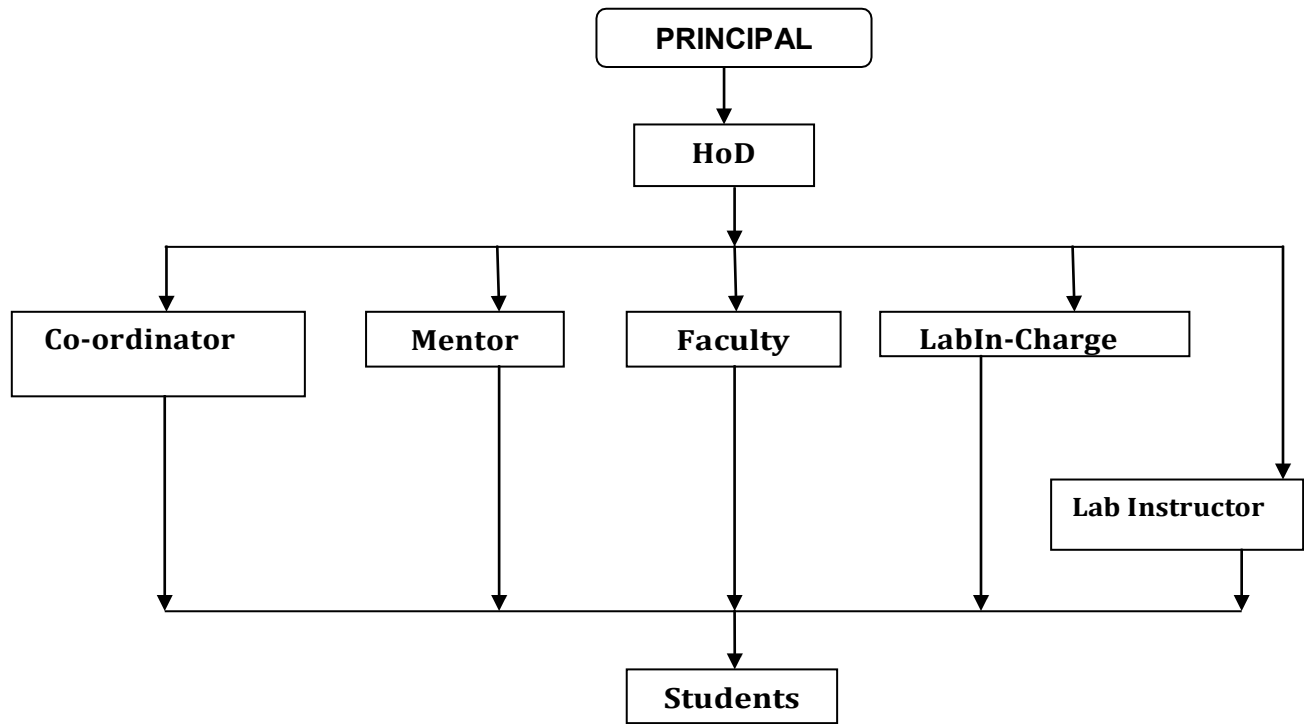 PRINCIPAL
HoD
Co-ordinator
Mentor
Faculty
LabIn-Charge
Lab Instructor
Students